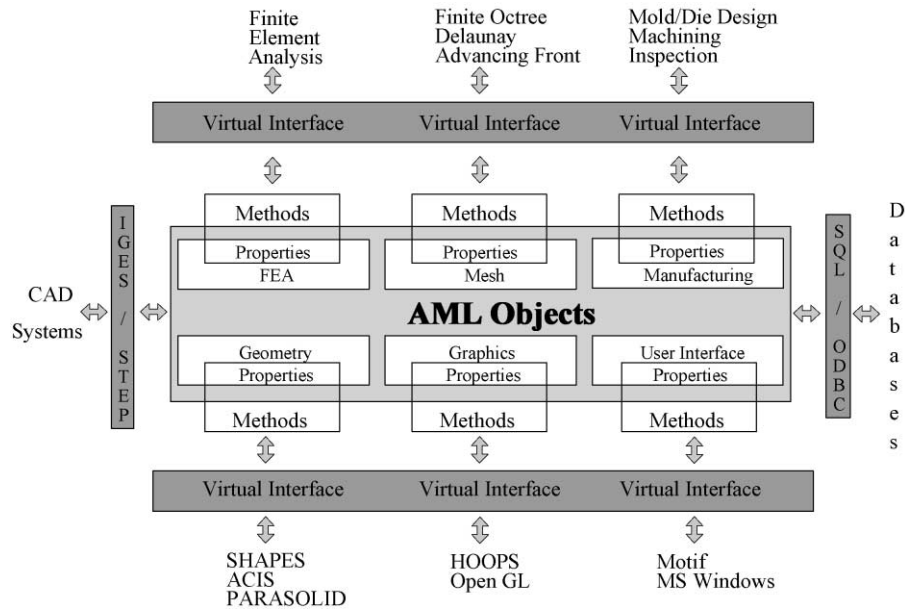 Finite
Element
Analysis
Finite Octree
Delaunay
Advancing Front
Mold/Die Design
Machining
Inspection
Virtual Interface
Virtual Interface
Virtual Interface
Methods
Methods
Methods
Properties
FEA
Properties
Mesh
Properties
Manufacturing
CAD
Systems
IGES / STEP
AML Objects
SQL / ODBC
Databases
Geometry
Properties
Graphics
Properties
User Interface
Properties
Methods
Methods
Methods
Virtual Interface
Virtual Interface
Virtual Interface
SHAPES
ACIS
PARASOLID
HOOPS
Open GL
Motif
MS Windows